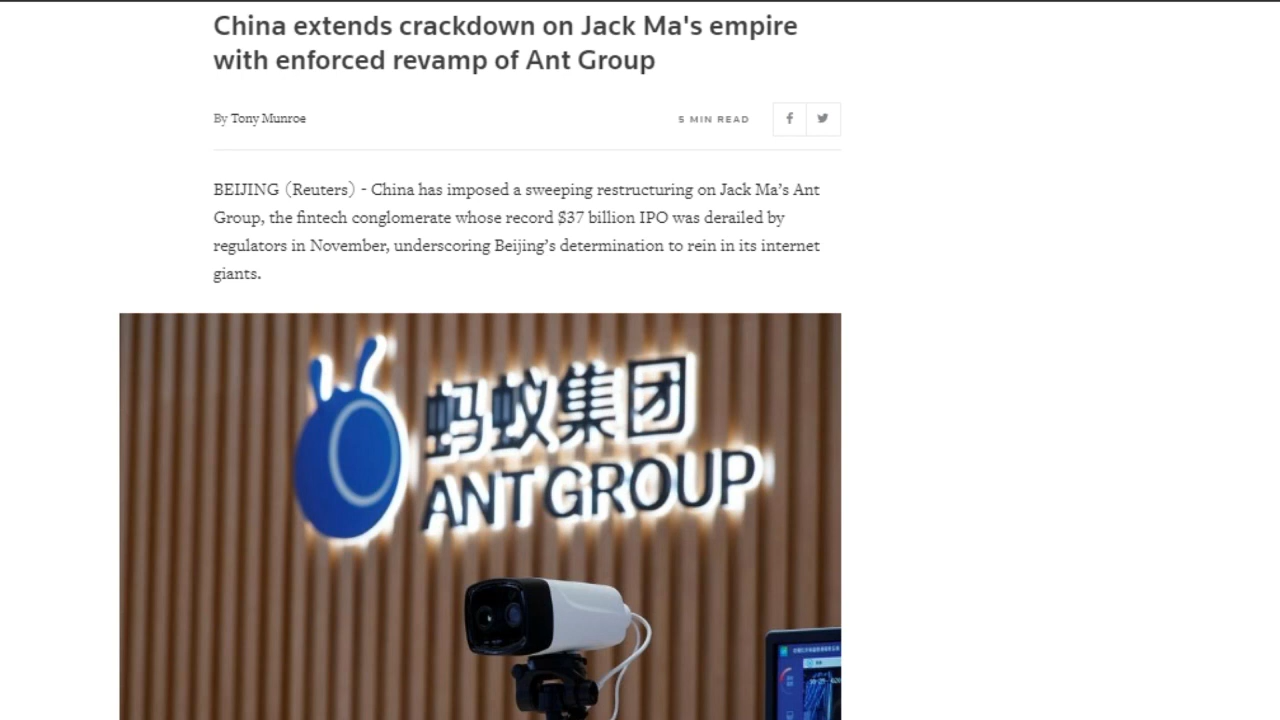 China extends crackdown on Jack Ma's empire
with enforced revamp of Ant Group
By Tony Munroe
5 MIN READ
BEIJING (Reuters) - China has imposed a sweeping restructuring on Jack Ma’s Ant
Group, the fintech conglomerate whose record $37 billion IPO was derailed by
regulators in November, underscoring Beijing’s determination to rein in its internet
giants.
蚂蚁集团
ANT GROUP